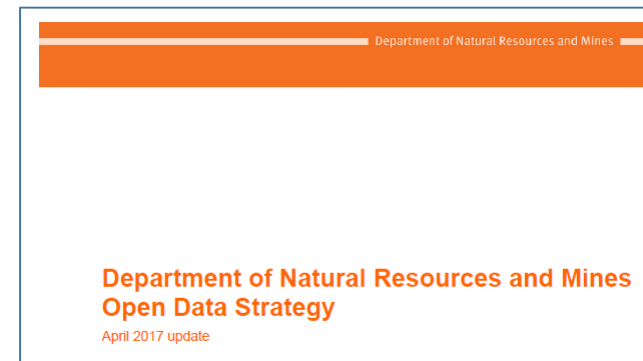 Department of Natural Resources and Mines
Department of Natural Resources and Mines
Open Data Strategy
April 2017 update